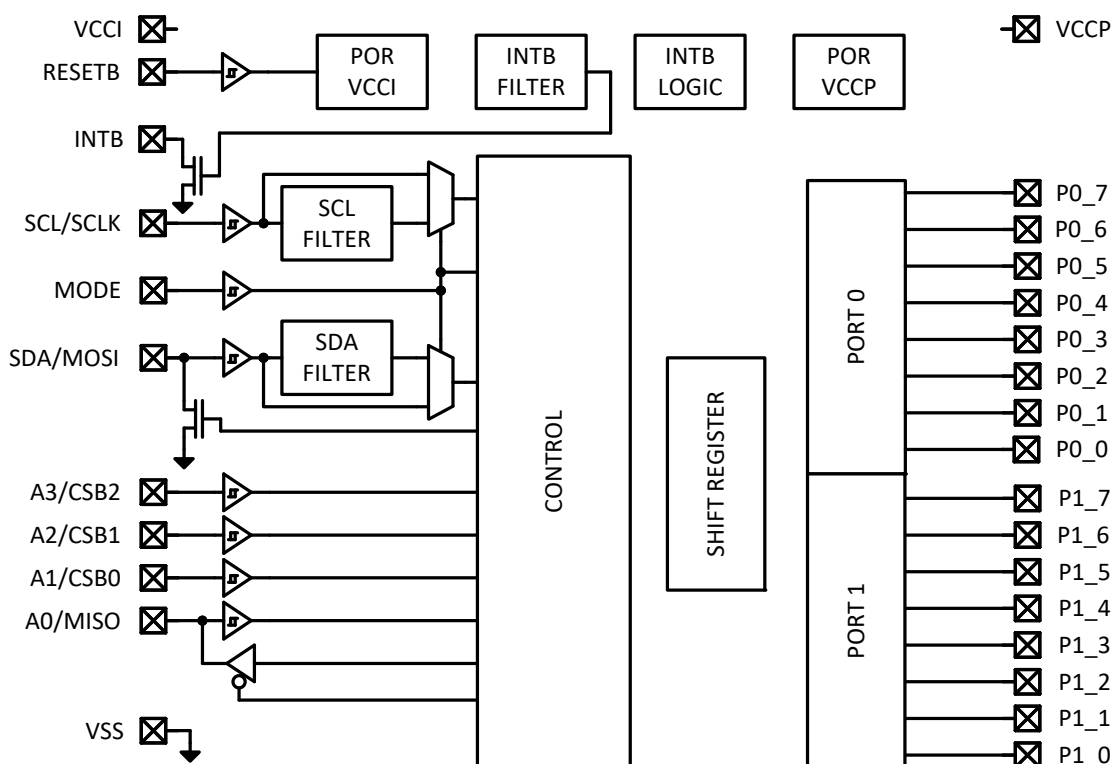 VCCI
VCCP
RESETB
POR
VCCI
INTB
FILTER
INTB
LOGIC
POR
VCCP
INTB
SCL/SCLK
SCL
FILTER
MODE
SDA/MOSI
SDA
FILTER
A3/CSB2
A2/CSB1
A1/CSB0
A0/MISO
VSS
CONTROL
SHIFT REGISTER
PORT 0
PORT 1
P0_7
P0_6
P0_5
P0_4
P0_3
P0_2
P0_1
P0_0
P1_7
P1_6
P1_5
P1_4
P1_3
P1_2
P1_1
P1_0